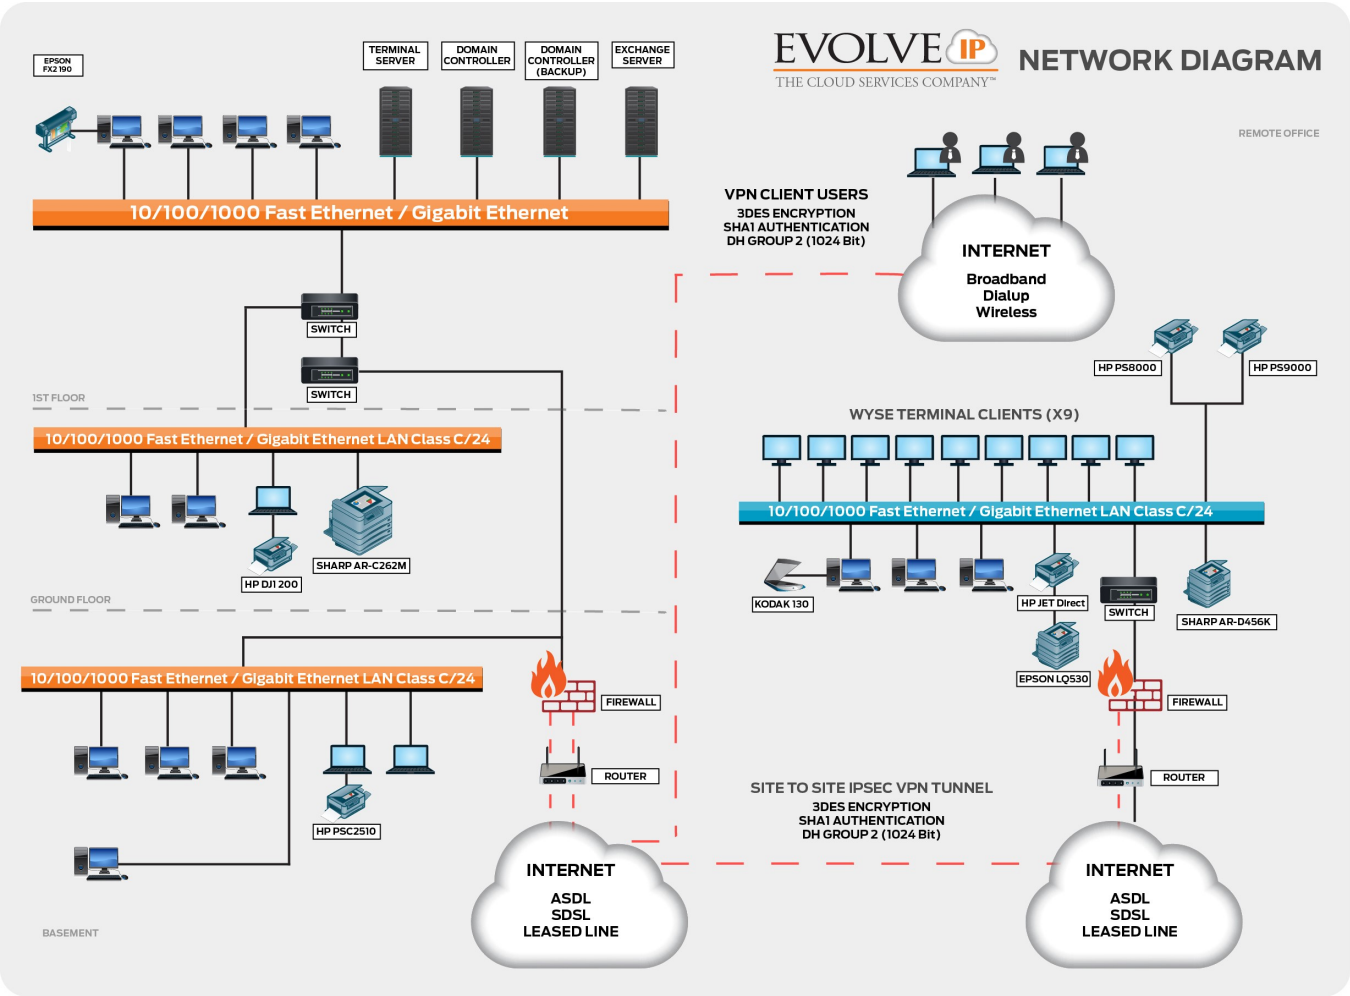 EVOLVE IP
THE CLOUD SERVICES COMPANY™
NETWORK DIAGRAM
REMOTE OFFICE
EPSON
FX2 190
TERMINAL
SERVER
DOMAIN
CONTROLLER
DOMAIN
CONTROLLER
(BACKUP)
EXCHANGE
SERVER
10/100/1000 Fast Ethernet / Gigabit Ethernet
VPN CLIENT USERS
3DES ENCRYPTION
SHA1 AUTHENTICATION
DH GROUP 2 (1024 Bit)
INTERNET
Broadband
Dialup
Wireless
SWITCH
SWITCH
1ST FLOOR
10/100/1000 Fast Ethernet / Gigabit Ethernet LAN Class C/24
HP DJ1 200
SHARP AR-C262M
GROUND FLOOR
10/100/1000 Fast Ethernet / Gigabit Ethernet LAN Class C/24
HP PSC2510
BASEMENT
FIREWALL
ROUTER
INTERNET
ASDL
SDSL
LEASED LINE
HP PS8000
HP PS9000
WYSE TERMINAL CLIENTS (X9)
10/100/1000 Fast Ethernet / Gigabit Ethernet LAN Class C/24
KODAK 130
HP JET Direct
EPSON LQ530
SWITCH
SHARP AR-D456K
FIREWALL
ROUTER
SITE TO SITE IPSEC VPN TUNNEL
3DES ENCRYPTION
SHA1 AUTHENTICATION
DH GROUP 2 (1024 Bit)
INTERNET
ASDL
SDSL
LEASED LINE